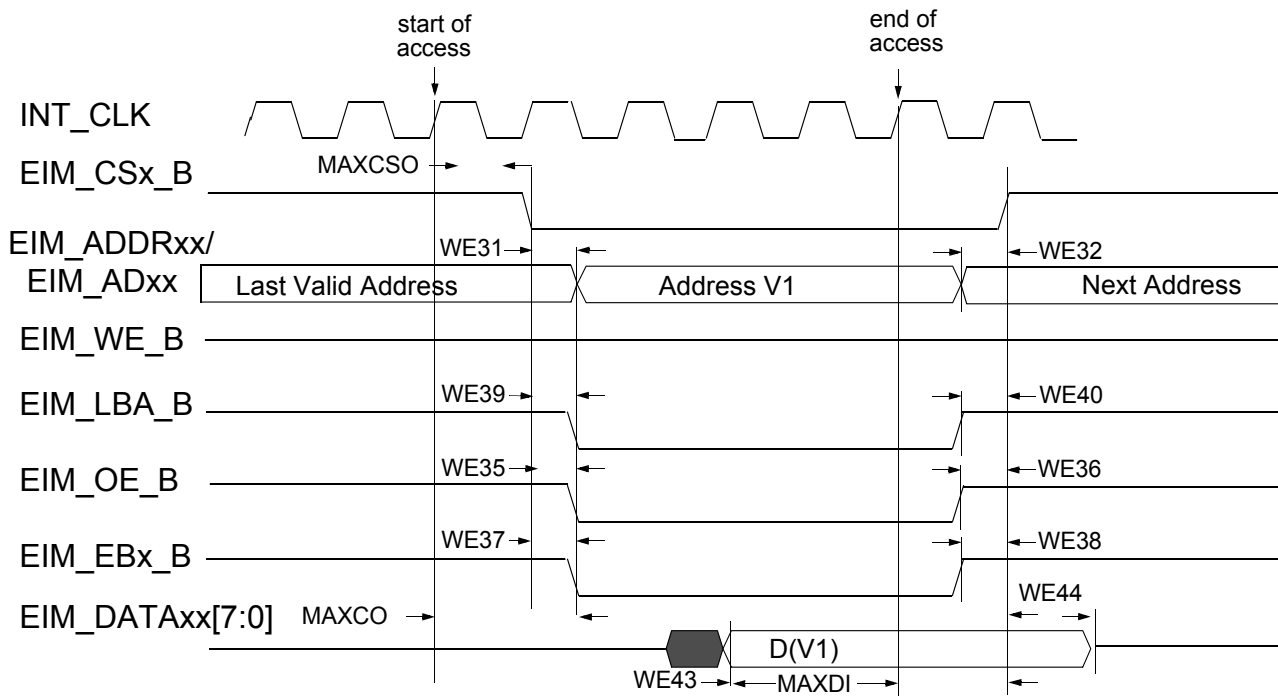 start of
access
end of
access
INT_CLK
MAXCSO
EIM_CSx_B
EIM_ADDRxx/
EIM_ADxx
WE31
WE32
Last Valid Address
Address V1
Next Address
EIM_WE_B
WE39
WE40
EIM_LBA_B
WE35
WE36
EIM_OE_B
WE37
WE38
EIM_EBx_B
WE44
EIM_DATAxx[7:0]
MAXCO
D(V1)
WE43
MAXDI